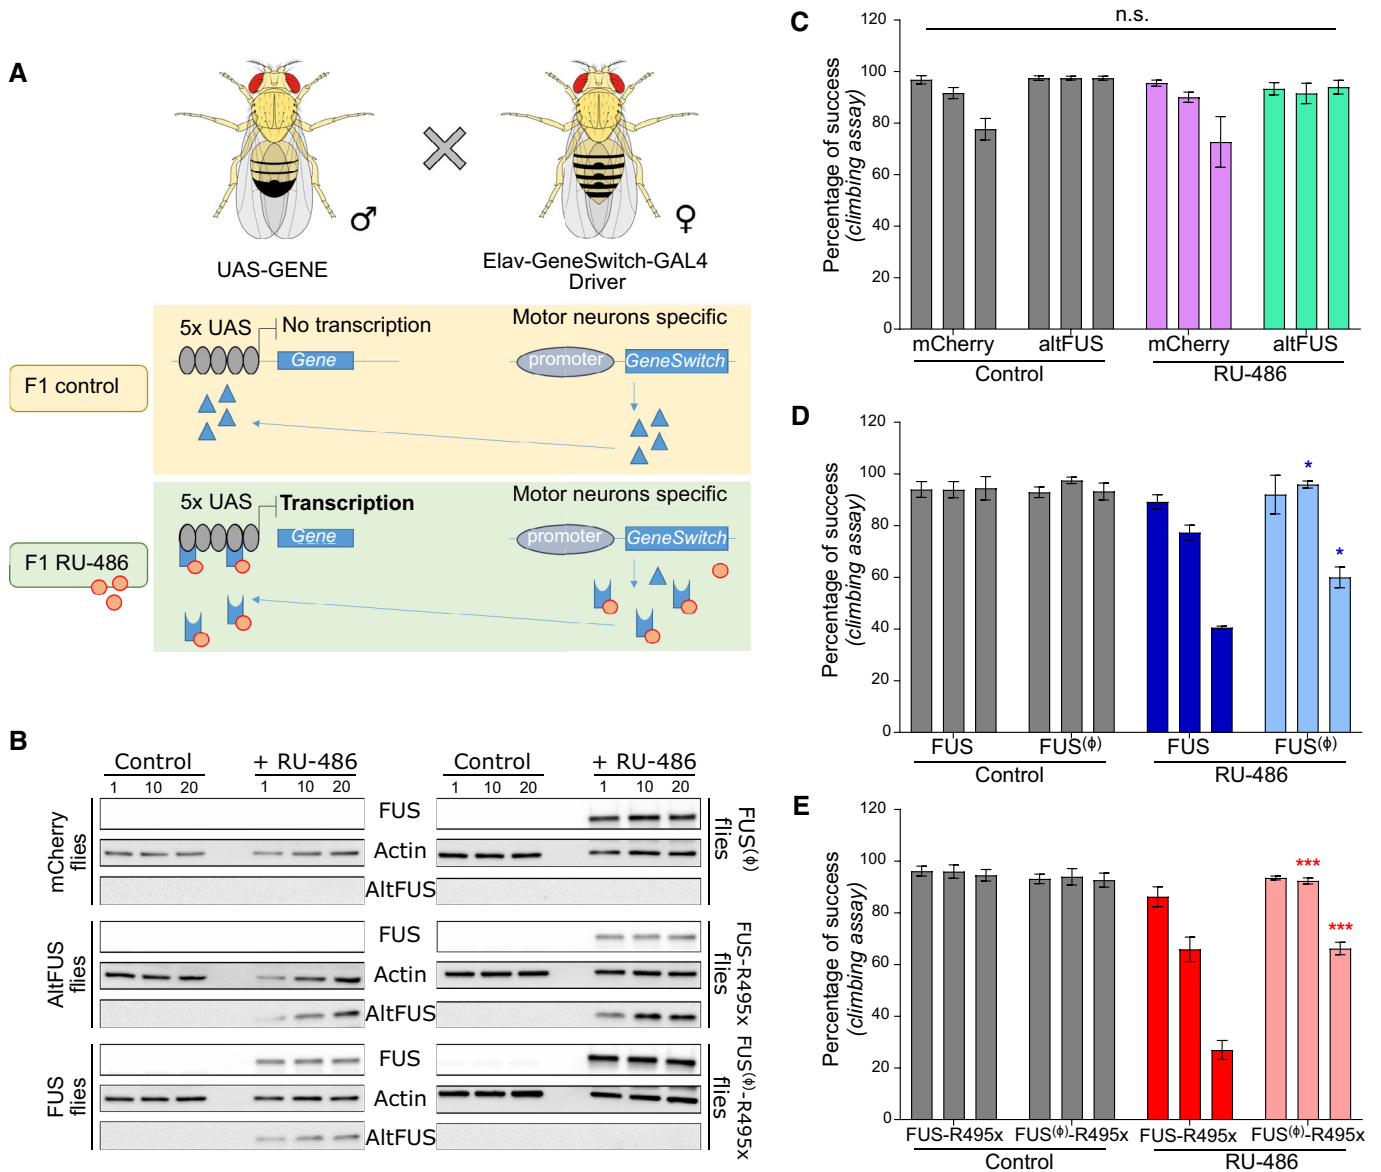 A
♂
♀
UAS-GENE
Elav-GeneSwitch-GAL4
Driver
F1 control
5x UAS
No transcription
Gene
Motor neurons specific
promoter
GeneSwitch
F1 RU-486
5x UAS
Transcription
Gene
Motor neurons specific
promoter
GeneSwitch
B
Control
+ RU-486
Control
+ RU-486
1 10 20 1 10 20
1 10 20 1 10 20
mCherry
flies
FUS
Actin
AltFUS
FUS(ϕ)
flies
AltFUS
flies
FUS
Actin
AltFUS
FUS-R495x
flies
FUS
flies
FUS
Actin
AltFUS
FUS(ϕ)-R495x
flies
C
n.s.
Percentage of success
(climbing assay)
120
100
80
60
40
20
0
mCherry altFUS mCherry altFUS
Control RU-486
D
Percentage of success
(climbing assay)
120
100
80
60
40
20
0
*
*
FUS FUS(ϕ) FUS FUS(ϕ)
Control RU-486
E
Percentage of success
(climbing assay)
120
100
80
60
40
20
0
***
***
FUS-R495x FUS(ϕ)-R495x FUS-R495x FUS(ϕ)-R495x
Control RU-486